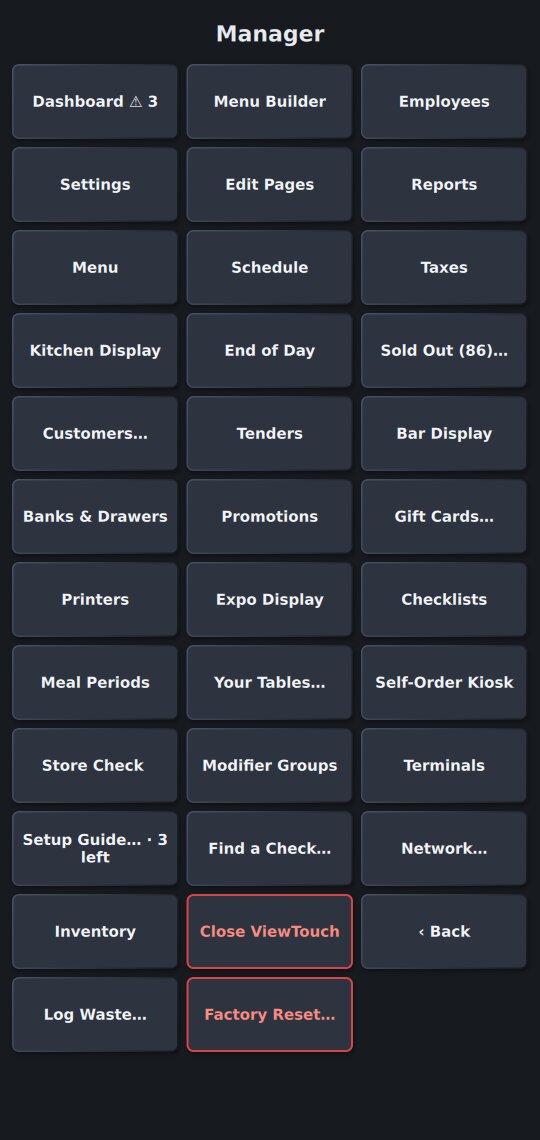 Manager
Dashboard ⚠ 3
Menu Builder
Employees
Settings
Edit Pages
Reports
Menu
Schedule
Taxes
Kitchen Display
End of Day
Sold Out (86)…
Customers…
Tenders
Bar Display
Banks & Drawers
Promotions
Gift Cards…
Printers
Expo Display
Checklists
Meal Periods
Your Tables…
Self-Order Kiosk
Store Check
Modifier Groups
Terminals
Setup Guide… · 3
left
Find a Check…
Network…
Inventory
Close ViewTouch
‹ Back
Log Waste…
Factory Reset…